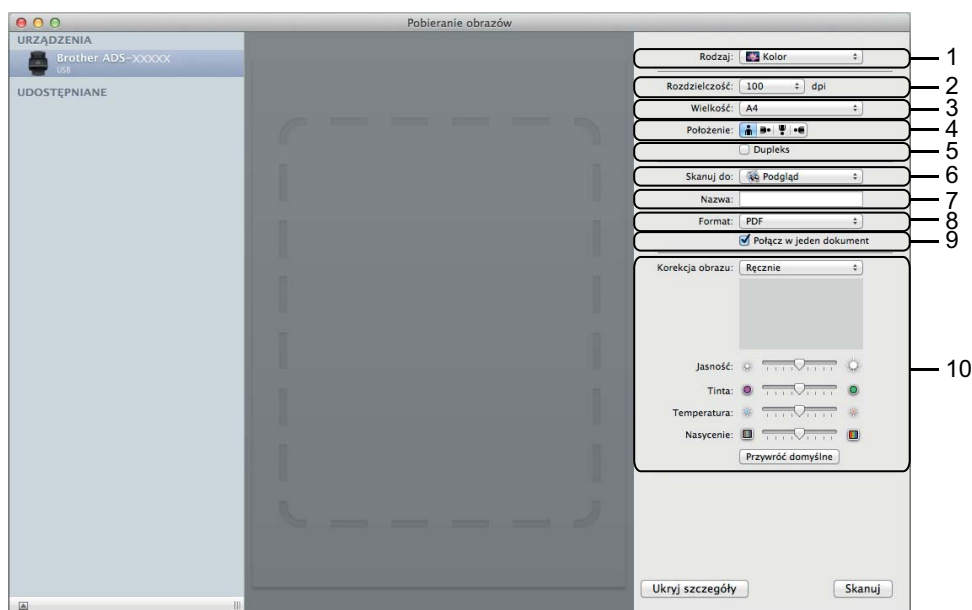 Pobieranie obrazów
URZĄDZENIA
Brother ADS-XXXXX
USB
UDOSTĘPNIANE
Rodzaj: Kolor 1
Rozdzielczość: 100 dpi 2
Wielkość: A4 3
Położenie: 4
Dupleks 5
Skanuj do: Podgląd 6
Nazwa: 7
Format: PDF 8
Połącz w jeden dokument 9
Korekcja obrazu: Ręcznie
Jasność: 10
Tinta:
Temperatura:
Nasycenie:
Przywróć domyślne
Ukryj szczegóły Skanuj